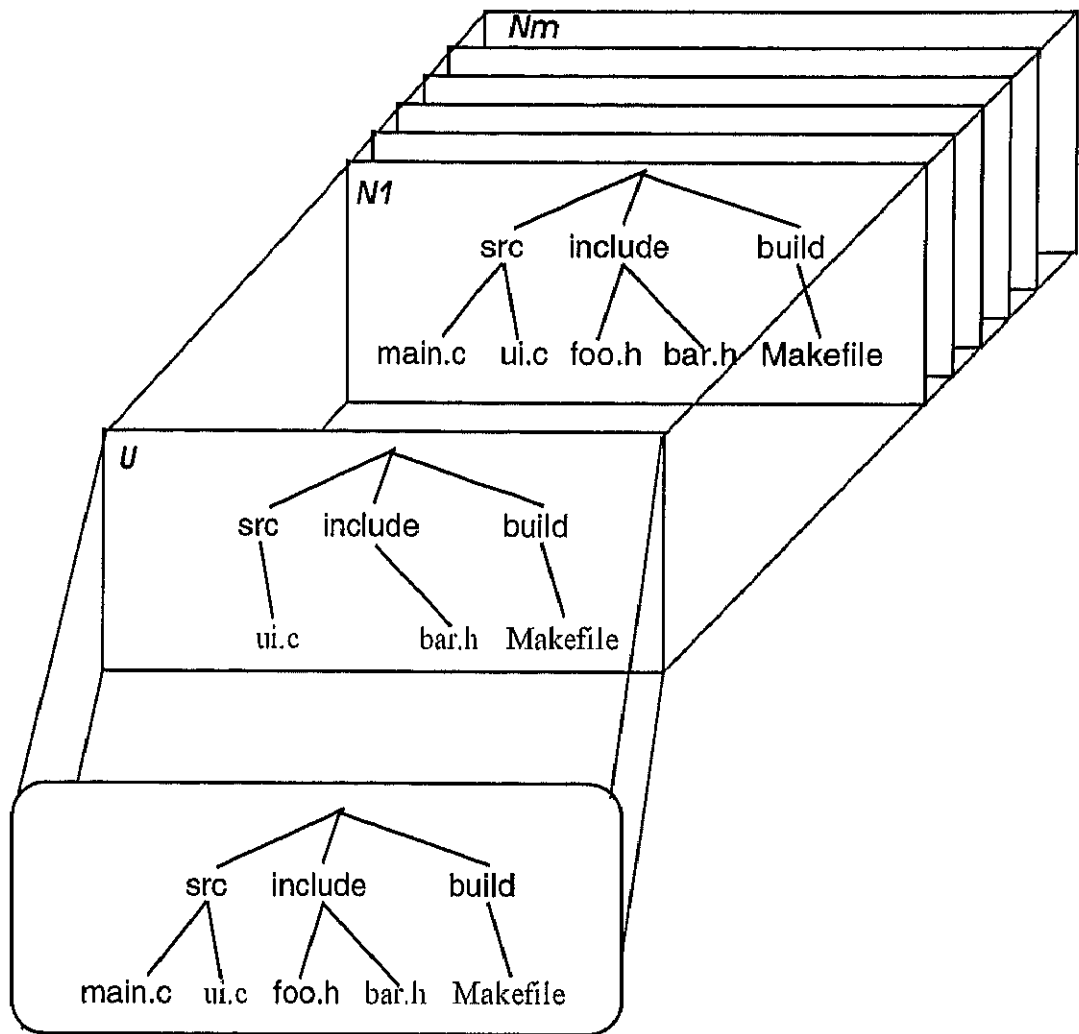 Nm
N1
src include build
main.c ui.c foo.h bar.h Makefile
U
src include build
ui.c bar.h Makefile
src include build
main.c ui.c foo.h bar.h Makefile